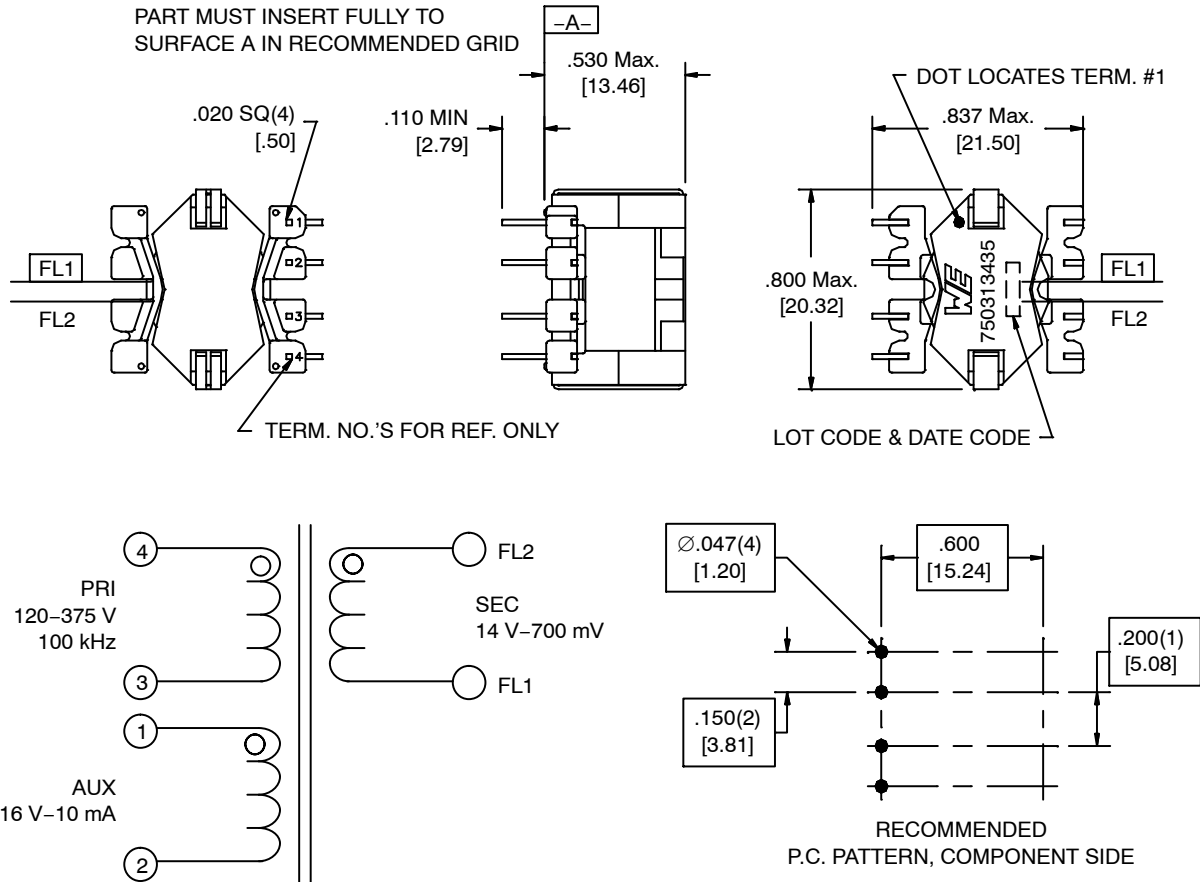 PART MUST INSERT FULLY TO
SURFACE A IN RECOMMENDED GRID
–A–
.530 Max.
[13.46]
DOT LOCATES TERM. #1
.020 SQ(4)
[.50]
.110 MIN
[2.79]
.837 Max.
[21.50]
1
2
3
4
FL1
FL2
.800 Max.
[20.32]
WE
750313435
FL1
FL2
TERM. NO.'S FOR REF. ONLY
LOT CODE & DATE CODE
4
PRI
120–375 V
100 kHz
3
1
AUX
16 V–10 mA
2
FL2
SEC
14 V–700 mV
FL1
∅.047(4)
[1.20]
.600
[15.24]
.200(1)
[5.08]
.150(2)
[3.81]
RECOMMENDED
P.C. PATTERN, COMPONENT SIDE